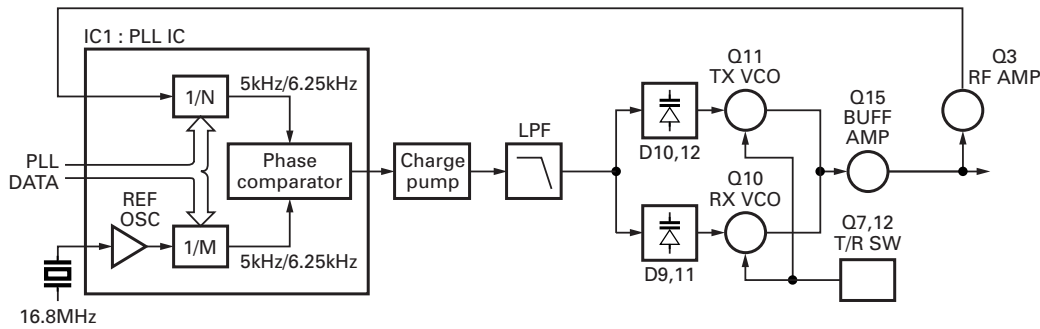 IC1 : PLL IC
1/N
5kHz/6.25kHz
PLL
DATA
REF
OSC
1/M
5kHz/6.25kHz
16.8MHz
Phase
comparator
Charge
pump
LPF
D10,12
D9,11
Q11
TX VCO
Q10
RX VCO
Q15
BUFF
AMP
Q3
RF AMP
Q7,12
T/R SW